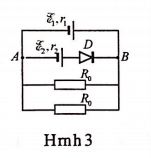 ℰ₁, r₁
ℰ₂, r₂ D
A B
R₀
R₀
Hmh 3